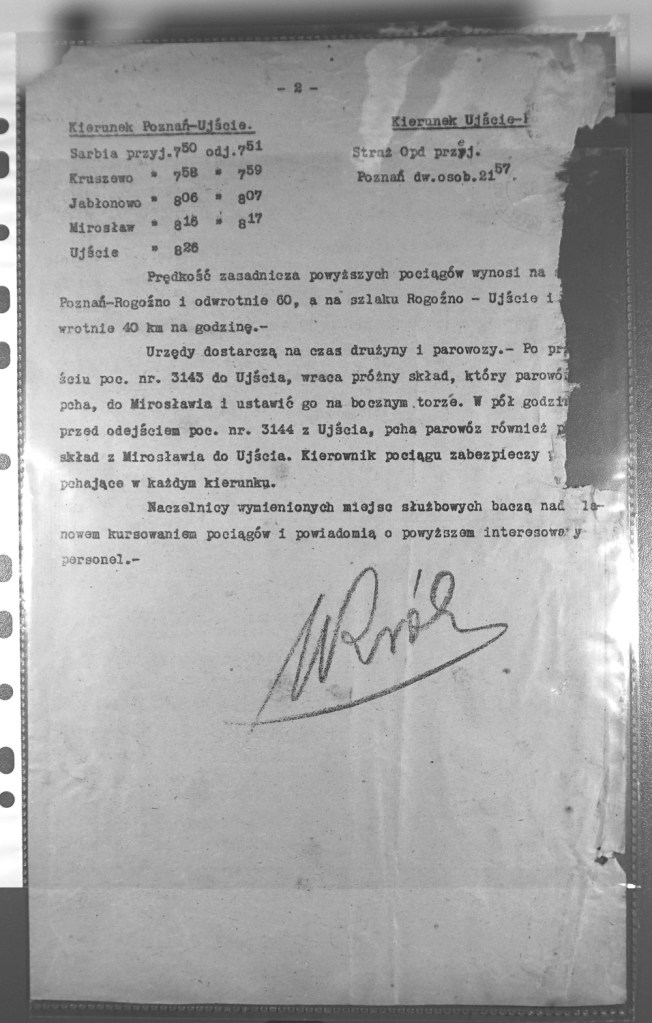 - 2 -
Kierunek Poznań-Ujście. Kierunek Ujście-
Sarbia przyj.7⁵⁰ odj.7⁵¹ Straż Opd przyj.
Kruszewo " 7⁵⁸ " 7⁵⁹ Poznań dw.osob.21⁵⁷.
Jabłonowo " 8⁰⁶ " 8⁰⁷
Mirosław " 8¹⁶ " 8¹⁷
Ujście " 8²⁶
Prędkość zasadnicza powyższych pociągów wynosi na
Poznań-Rogoźno i odwrotnie 60, a na szlaku Rogoźno - Ujście i
wrotnie 40 km na godzinę.-
Urzędy dostarczą na czas drużyny i parowozy.- Po
ściu poc. nr. 3143 do Ujścia, wraca próżny skład, który
pcha, do Mirosławia i ustawić go na bocznym torze. W pół
przed odejściem poc. nr. 3144 z Ujścia, pcha parowóz również
skład z Mirosławia do Ujścia. Kierownik pociągu zabezpieczy
pchające w każdym kierunku.
Naczelnicy wymienionych miejsc służbowych baczą nad
nowem kursowaniem pociągów i powiadomią o powyższem
personel.-
WKról